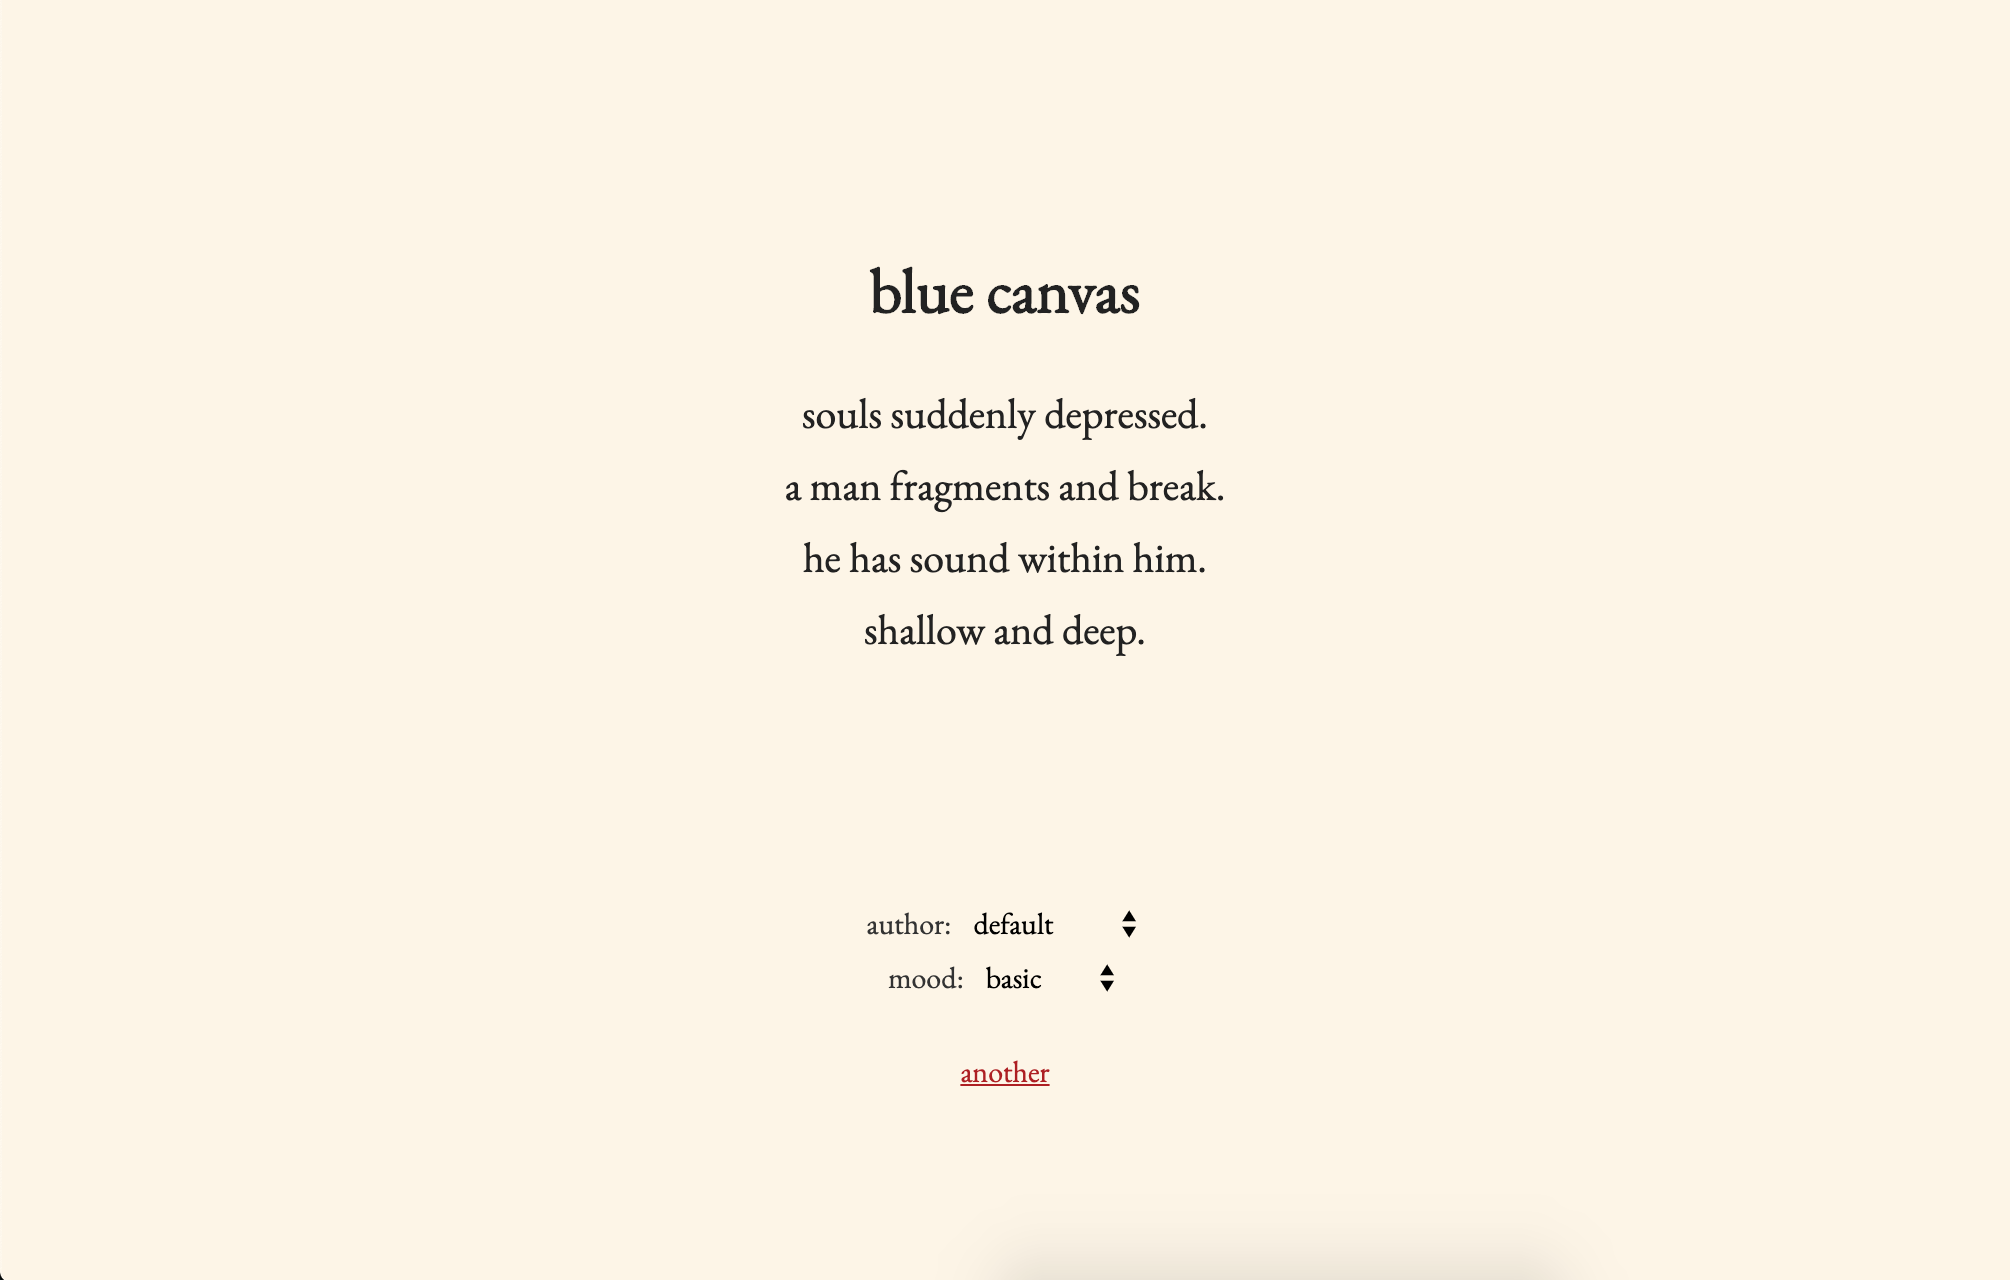 blue canvas
souls suddenly depressed.
a man fragments and break.
he has sound within him.
shallow and deep.
author: default
mood: basic
another